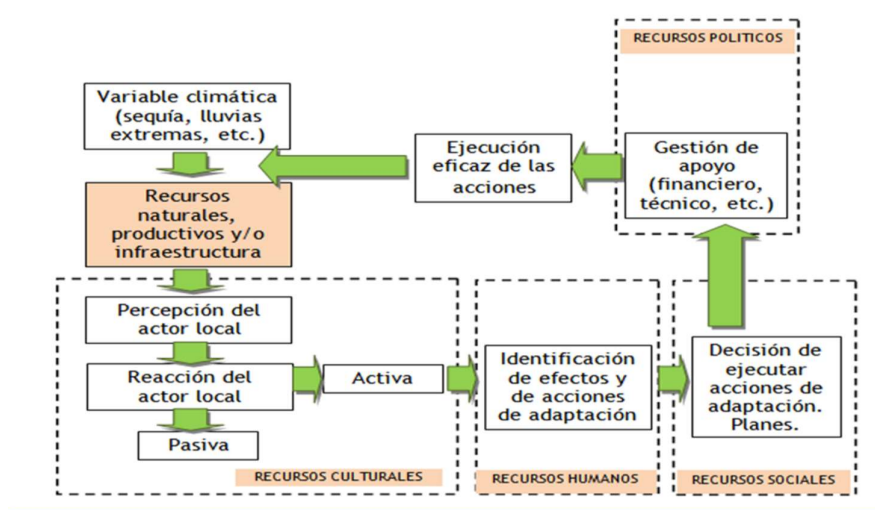 RECURSOS POLITICOS
Variable climática
(sequía, lluvias
extremas, etc.)
Ejecución
eficaz de las
acciones
Gestión de
apoyo
(financiero,
técnico, etc.)
Recursos
naturales,
productivos y/o
infraestructura
Percepción del
actor local
Reacción del
actor local
Activa
Pasiva
Identificación
de efectos y
de acciones
de adaptación
Decisión de
ejecutar
acciones de
adaptación.
Planes.
RECURSOS CULTURALES
RECURSOS HUMANOS
RECURSOS SOCIALES